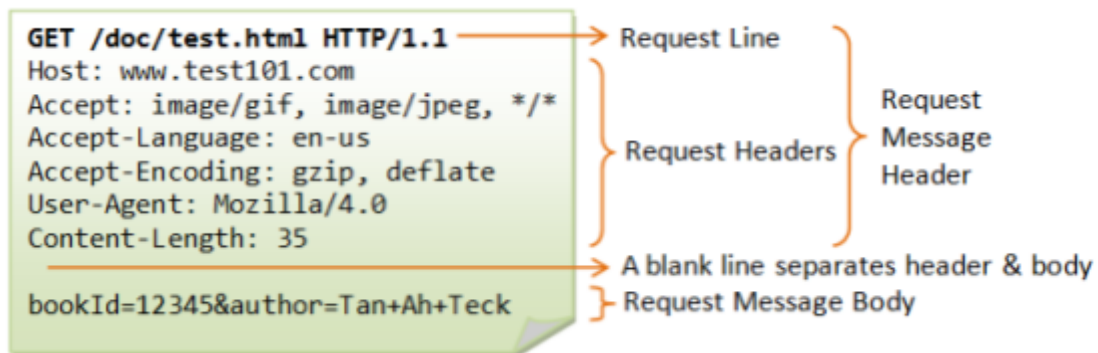 GET /doc/test.html HTTP/1.1
Host: www.test101.com
Accept: image/gif, image/jpeg, */*
Accept-Language: en-us
Accept-Encoding: gzip, deflate
User-Agent: Mozilla/4.0
Content-Length: 35
bookId=12345&author=Tan+Ah+Teck
Request Line
Request Headers
Request
Message
Header
A blank line separates header & body
Request Message Body